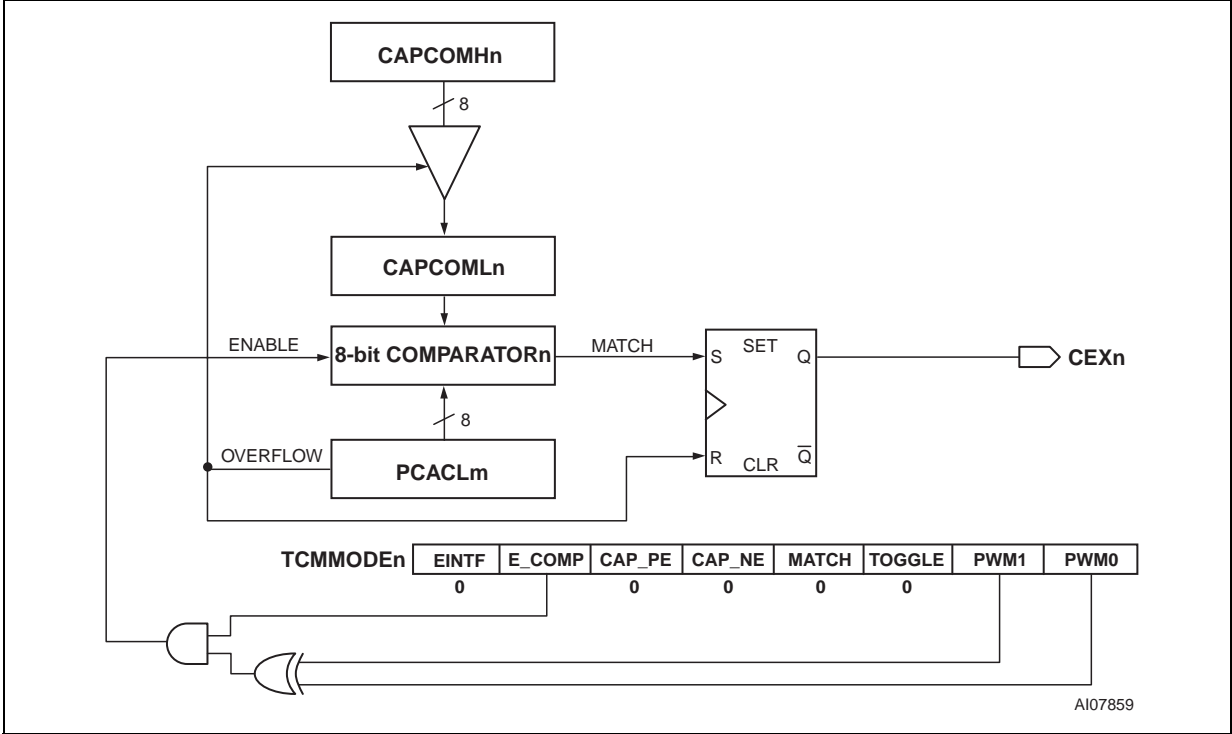 CAPCOMHn
8
CAPCOMLn
ENABLE
8-bit COMPARATORn
MATCH
S SET Q
CEXn
8
OVERFLOW
PCACLm
R CLR Q̅
TCMMODEn EINTF E_COMP CAP_PE CAP_NE MATCH TOGGLE PWM1 PWM0
0 0 0 0 0
AI07859